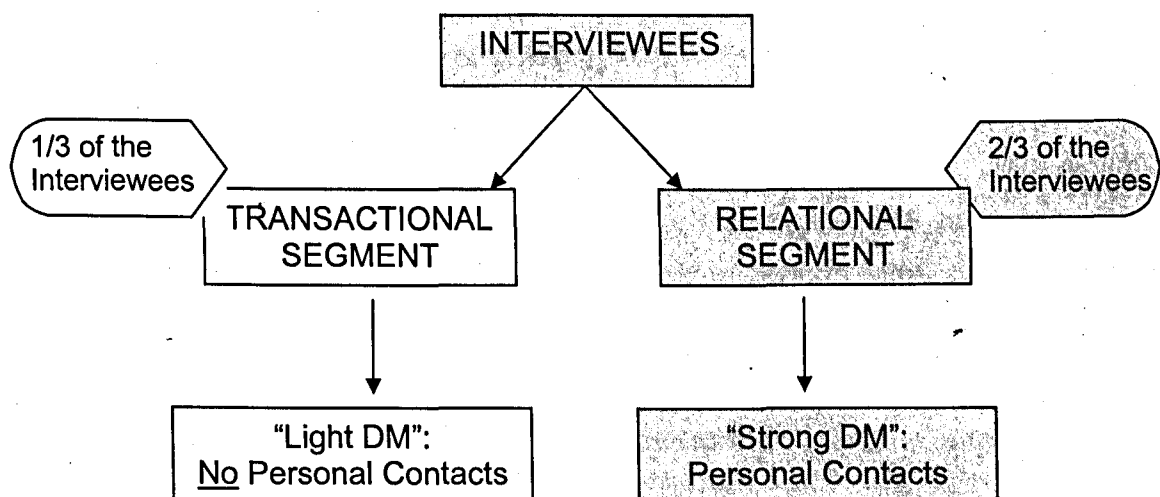 INTERVIEWEES
1/3 of the
Interviewees
2/3 of the
Interviewees
TRANSACTIONAL
SEGMENT
RELATIONAL
SEGMENT
“Light DM”:
No Personal Contacts
“Strong DM”:
Personal Contacts